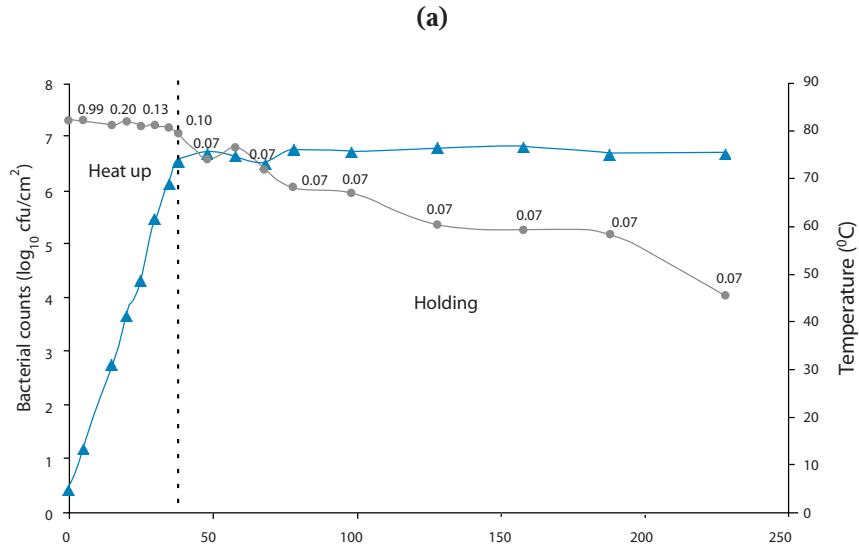 (a)
8
7
6
5
4
3
2
1
0
Bacterial counts (log10 cfu/cm2)
90
80
70
60
50
40
30
20
10
0
Temperature (0C)
0.99 0.20 0.13 0.10
0.07 0.07
0.07 0.07
0.07 0.07 0.07
0.07
Heat up
Holding
0 50 100 150 200 250